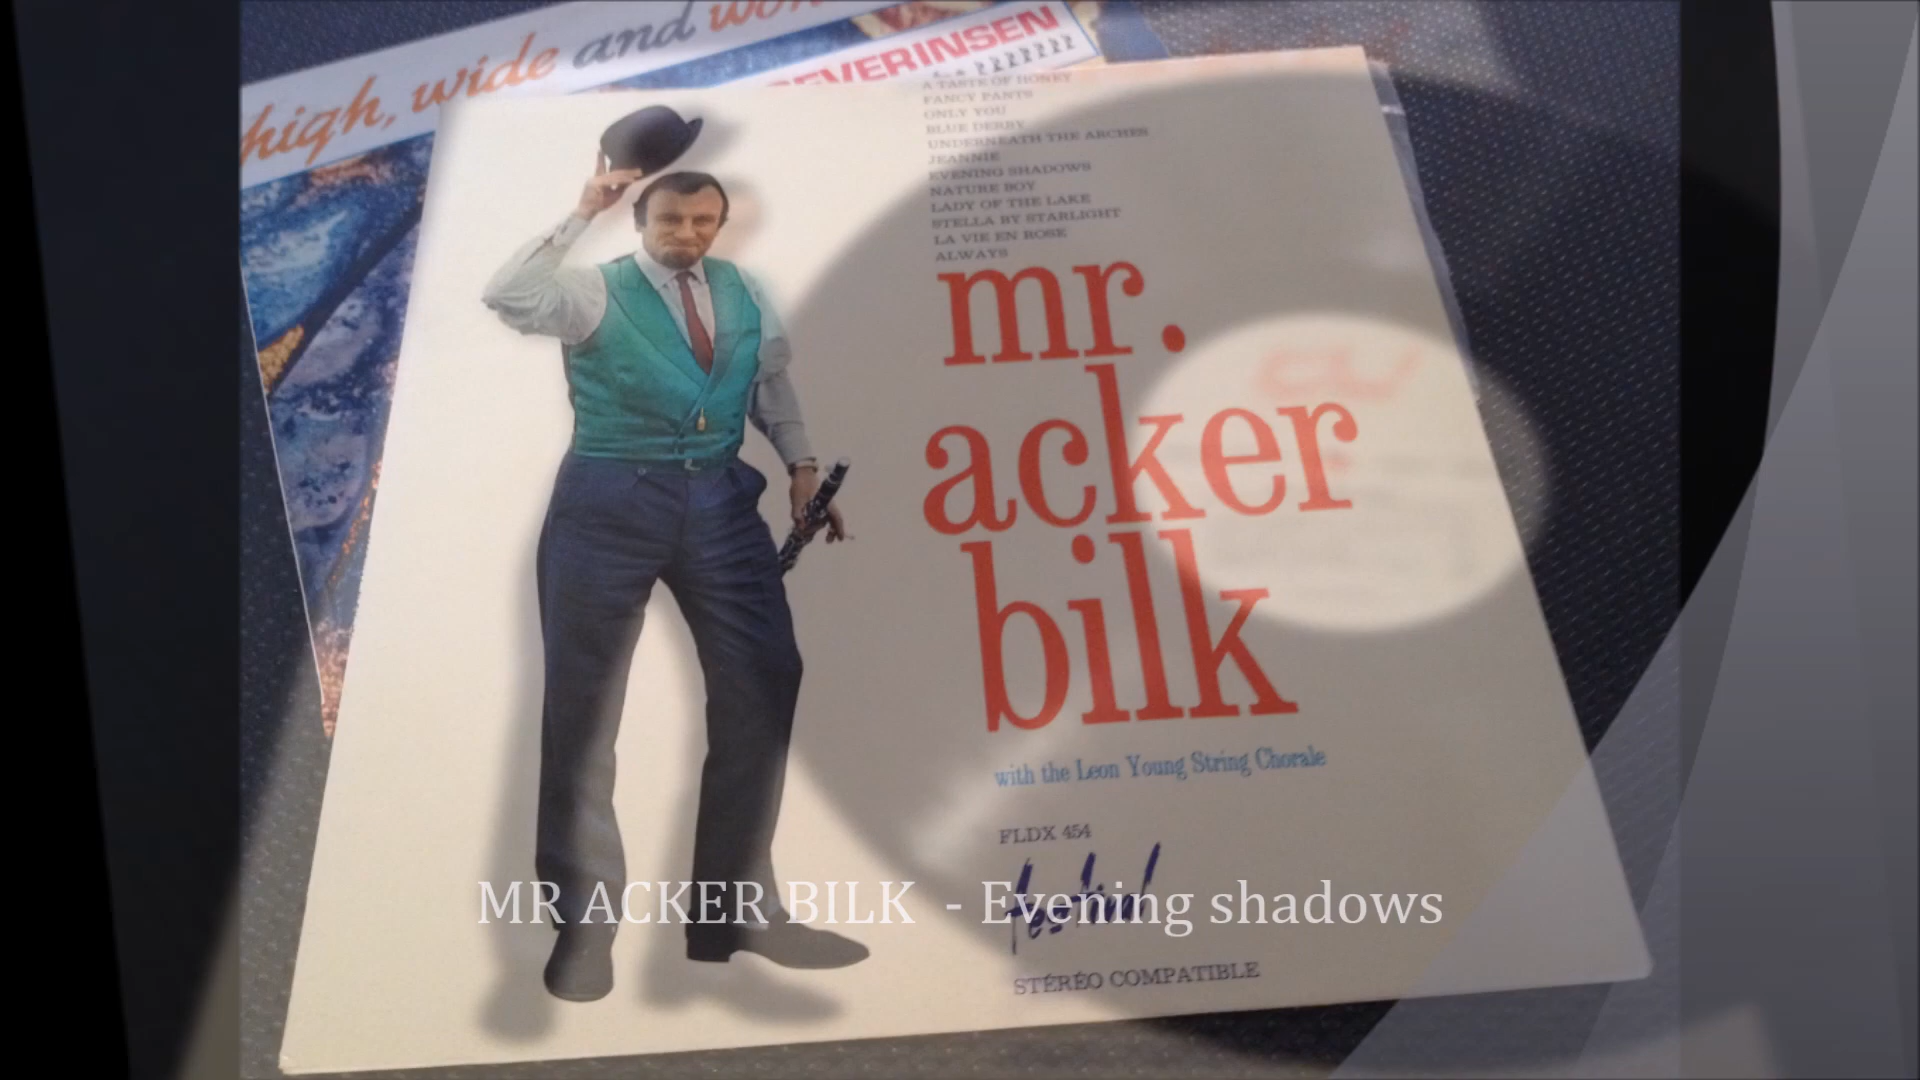 high, wide and won
SEVERINSEN
A TASTE OF HONEY
FANCY PANTS
ONLY YOU
BLUE DERBY
UNDERNEATH THE ARCHES
JEANNIE
EVENING SHADOWS
NATURE BOY
LADY OF THE LAKE
STELLA BY STARLIGHT
LA VIE EN ROSE
ALWAYS
mr.
acker
bilk
with the Leon Young String Chorale
FLDX 454
festival
MR ACKER BILK - Evening shadows
STÉRÉO COMPATIBLE